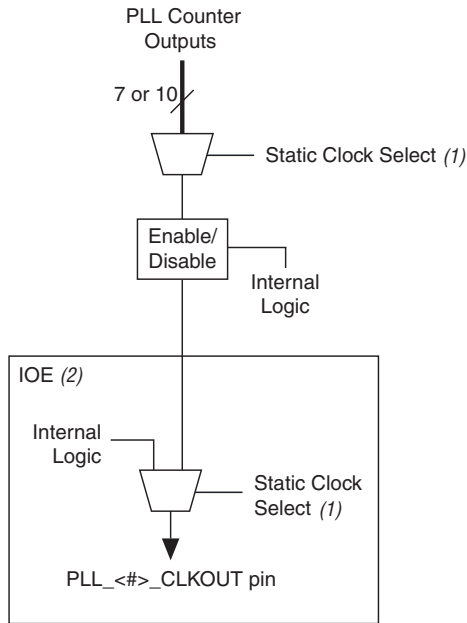 PLL Counter
Outputs
7 or 10
Static Clock Select (1)
Enable/
Disable
Internal
Logic
IOE (2)
Internal
Logic
Static Clock
Select (1)
PLL_<#>_CLKOUT pin